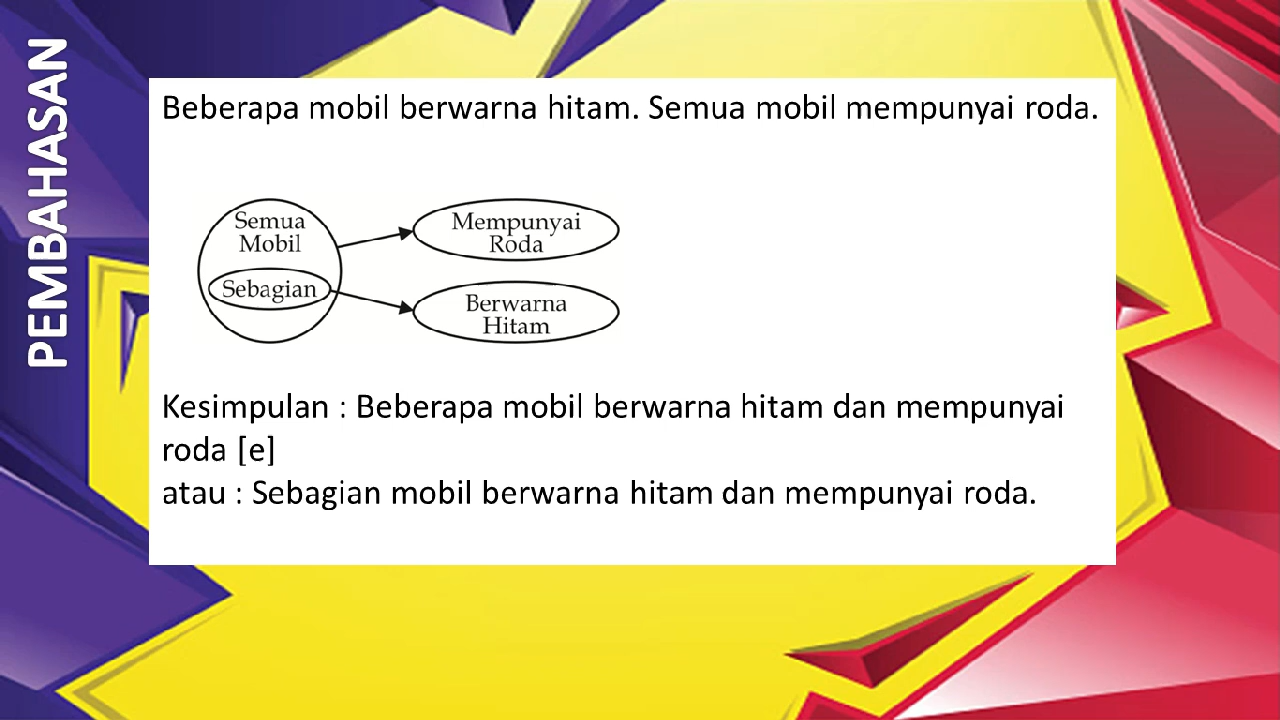 PEMBAHASAN
Beberapa mobil berwarna hitam. Semua mobil mempunyai roda.
Semua
Mobil
Sebagian
Mempunyai
Roda
Berwarna
Hitam
Kesimpulan : Beberapa mobil berwarna hitam dan mempunyai
roda [e]
atau : Sebagian mobil berwarna hitam dan mempunyai roda.